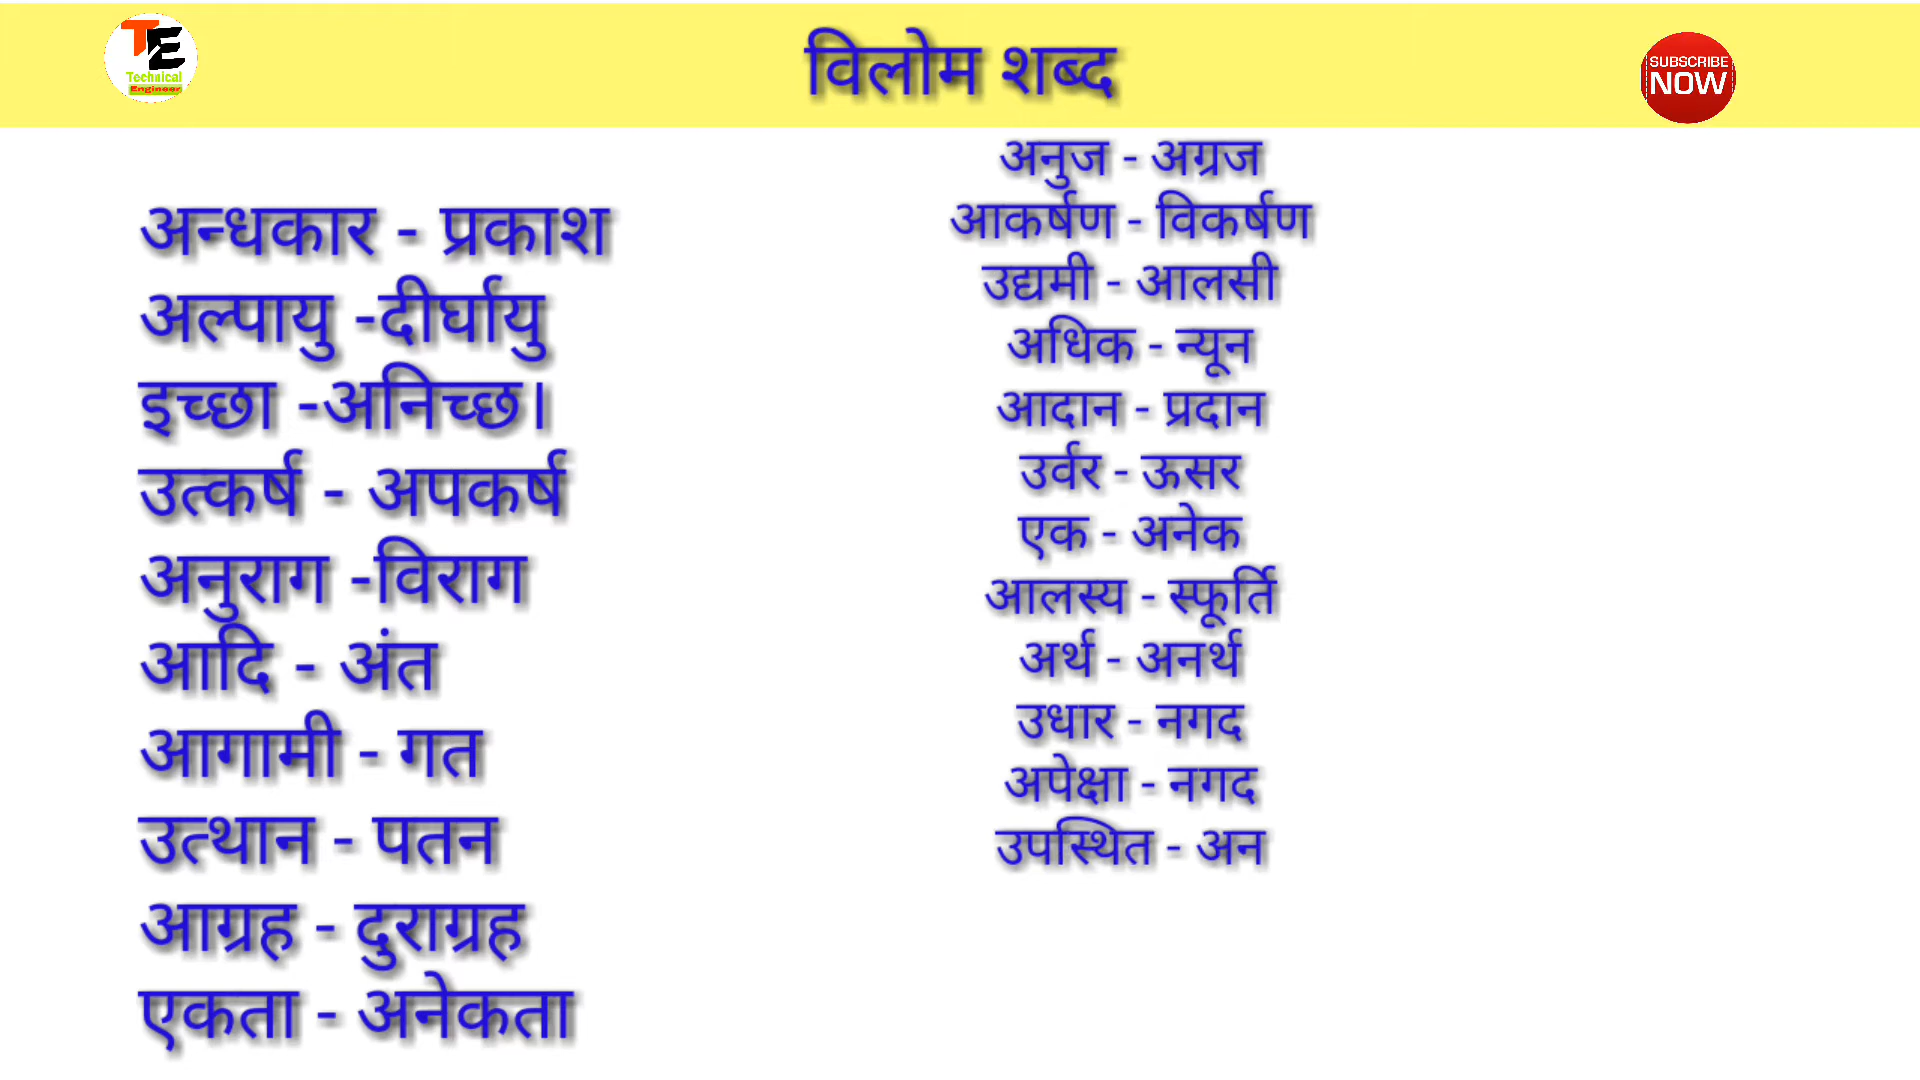 TE
Technical
Engineer
विलोम शब्द
SUBSCRIBE
NOW
अन्धकार - प्रकाश
अल्पायु -दीर्घायु
इच्छा -अनिच्छ।
उत्कर्ष - अपकर्ष
अनुराग -विराग
आदि - अंत
आगामी - गत
उत्थान - पतन
आग्रह - दुराग्रह
एकता - अनेकता
अनुज - अग्रज
आकर्षण - विकर्षण
उद्यमी - आलसी
अधिक - न्यून
आदान - प्रदान
उर्वर - ऊसर
एक - अनेक
आलस्य - स्फूर्ति
अर्थ - अनर्थ
उधार - नगद
अपेक्षा - नगद
उपस्थित - अन